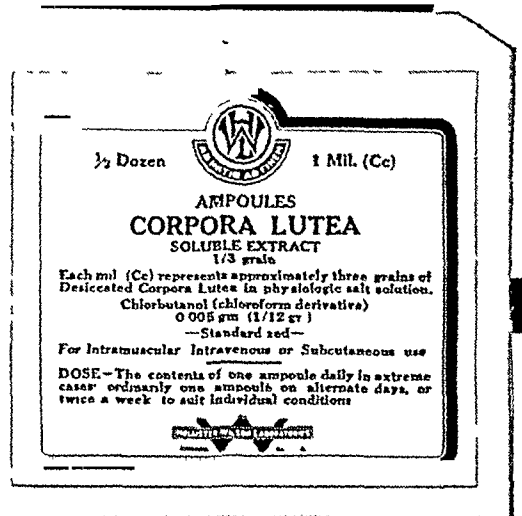 ½ Dozen
1 Mil. (Cc)
AMPOULES
CORPORA LUTEA
SOLUBLE EXTRACT
1/3 grain
Each mil (Cc) represents approximately three grains of
Desiccated Corpora Lutea in physiologic salt solution.
Chlorbutanol (chloroform derivative)
0 005 gm (1/12 gr )
—Standard zed—
For Intramuscular Intravenous or Subcutaneous use
DOSE—The contents of one ampoule daily in extreme
cases ordinarily one ampoule on alternate days, or
twice a week to suit individual conditions
LABORATORIES